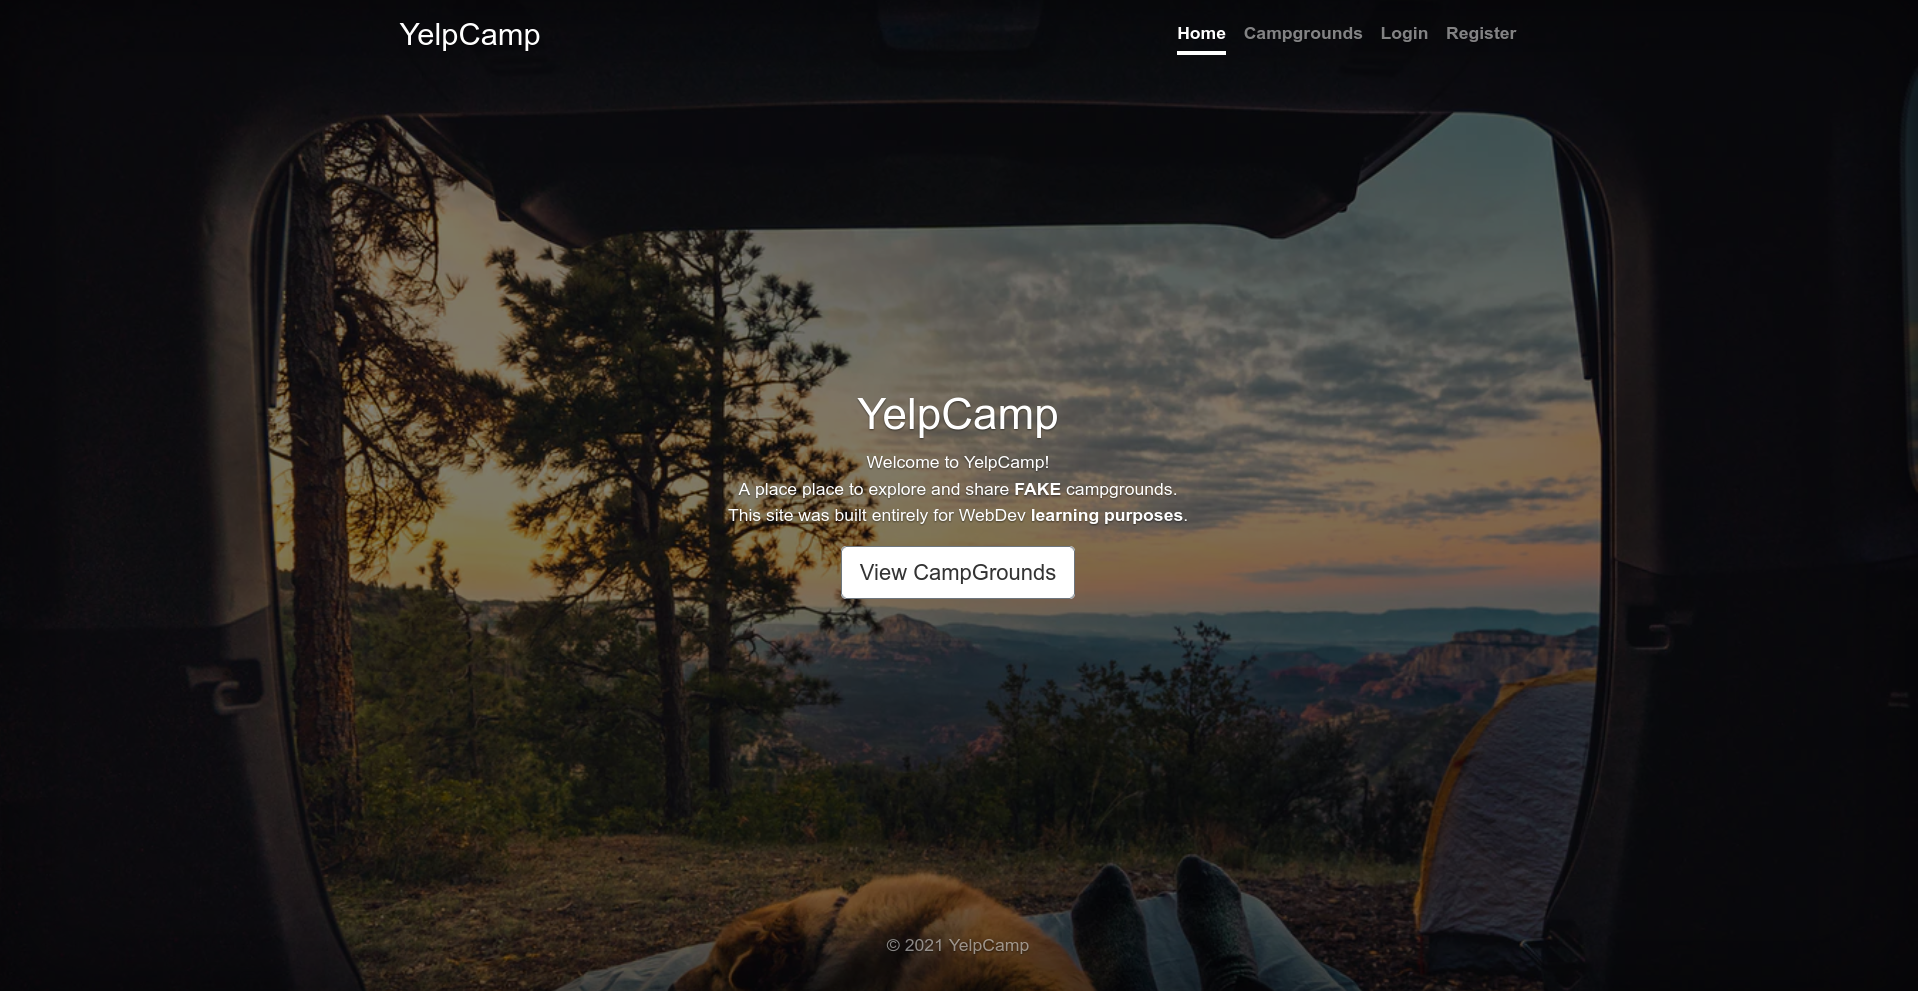 YelpCamp
Home Campgrounds Login Register
YelpCamp
Welcome to YelpCamp!
A place place to explore and share FAKE campgrounds.
This site was built entirely for WebDev learning purposes.
View CampGrounds
© 2021 YelpCamp